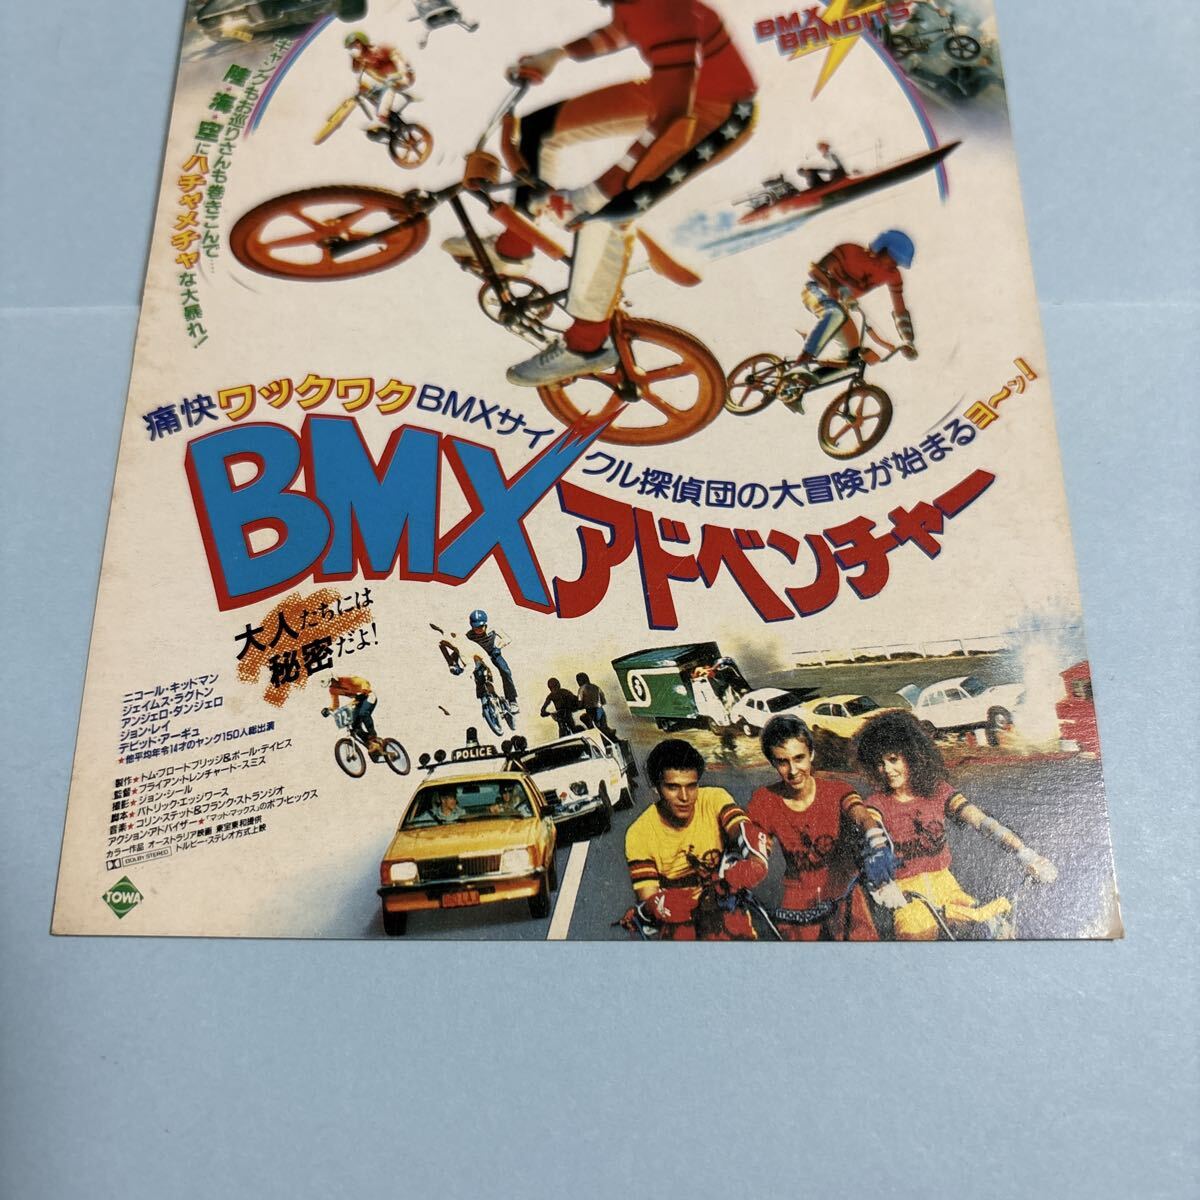 BMX
BANDITS
ギャングもお巡りさんも巻きこんで……
陸・海・空にハチャメチャな大暴れ！
痛快ワックワクBMXサイクル探偵団の大冒険が始まるヨ〜ッ！
BMXアドベンチャー
大人たちには
秘密だよ！
ニコール・キッドマン
ジェイムス・ラグトン
アンジェロ・ダンジェロ
ジョン・レイ
デビッド・アーギュ
★他平均年令14才のヤング150人総出演
製作★トム・ブロードブリッジ&ポール・デイビス
監督★ブライアン・トレンチャード=スミス
撮影★ジョン・シール
脚本★パトリック・エッジワース
音楽★コリン・ステット&フランク・ストランジオ
アクション・アドバイザー★「マッド・マックス」のボブ・ヒックス
カラー作品 オーストラリア映画 東宝東和提供
DOLBY STEREO ドルビー・ステレオ方式上映
TOWA
POLICE
6
12
mongoose